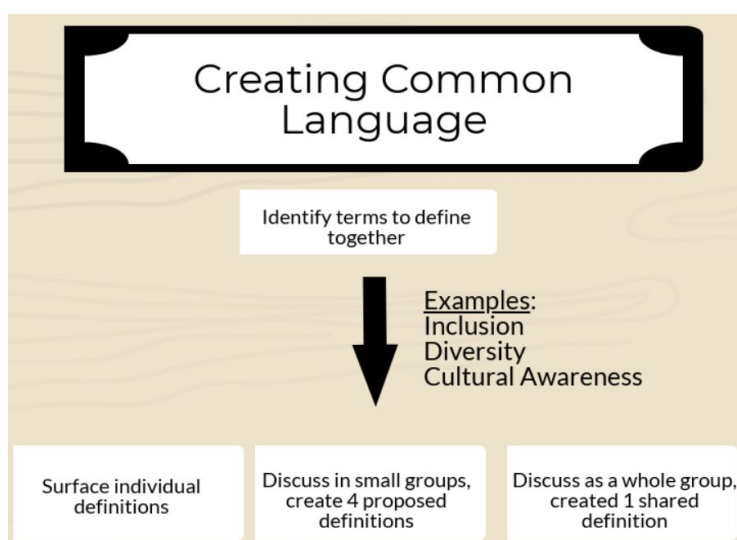 Creating Common
Language
Identify terms to define
together
Examples:
Inclusion
Diversity
Cultural Awareness
Surface individual
definitions
Discuss in small groups,
create 4 proposed
definitions
Discuss as a whole group,
created 1 shared
definition